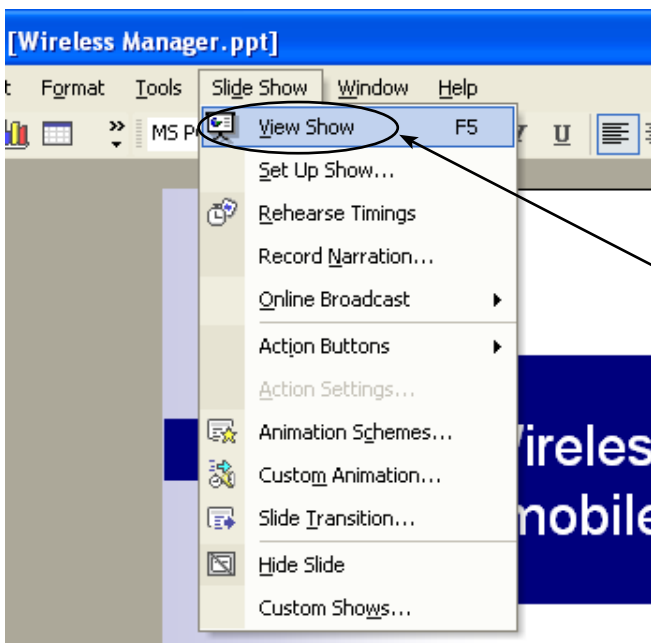 [Wireless Manager.ppt]
t Format Tools Slide Show Window Help
MS P U
View Show F5
Set Up Show...
Rehearse Timings
Record Narration...
Online Broadcast
Action Buttons
Action Settings...
Animation Schemes...
Custom Animation...
Slide Transition...
Hide Slide
Custom Shows...
ireles
mobile